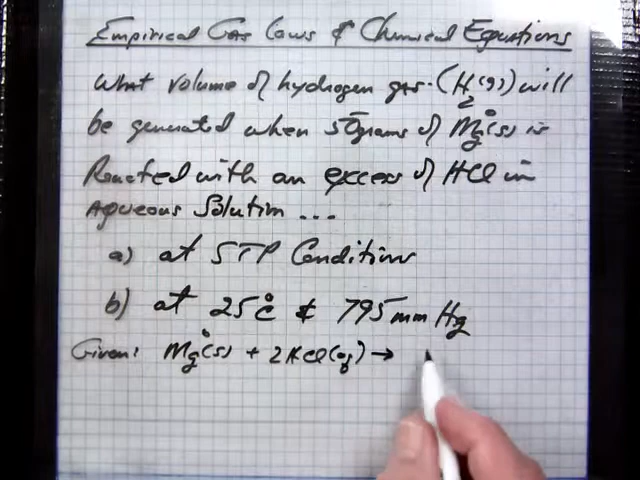 Empirical Gas Laws & Chemical Equations
What volume of hydrogen gas (H₂(g)) will
be generated when 50 grams of Mg°(s) is
Reacted with an excess of HCl in
Aqueous Solution ...
a) at STP Conditions
b) at 25°C & 795 mm Hg
Given: Mg°(s) + 2HCl(aq) →